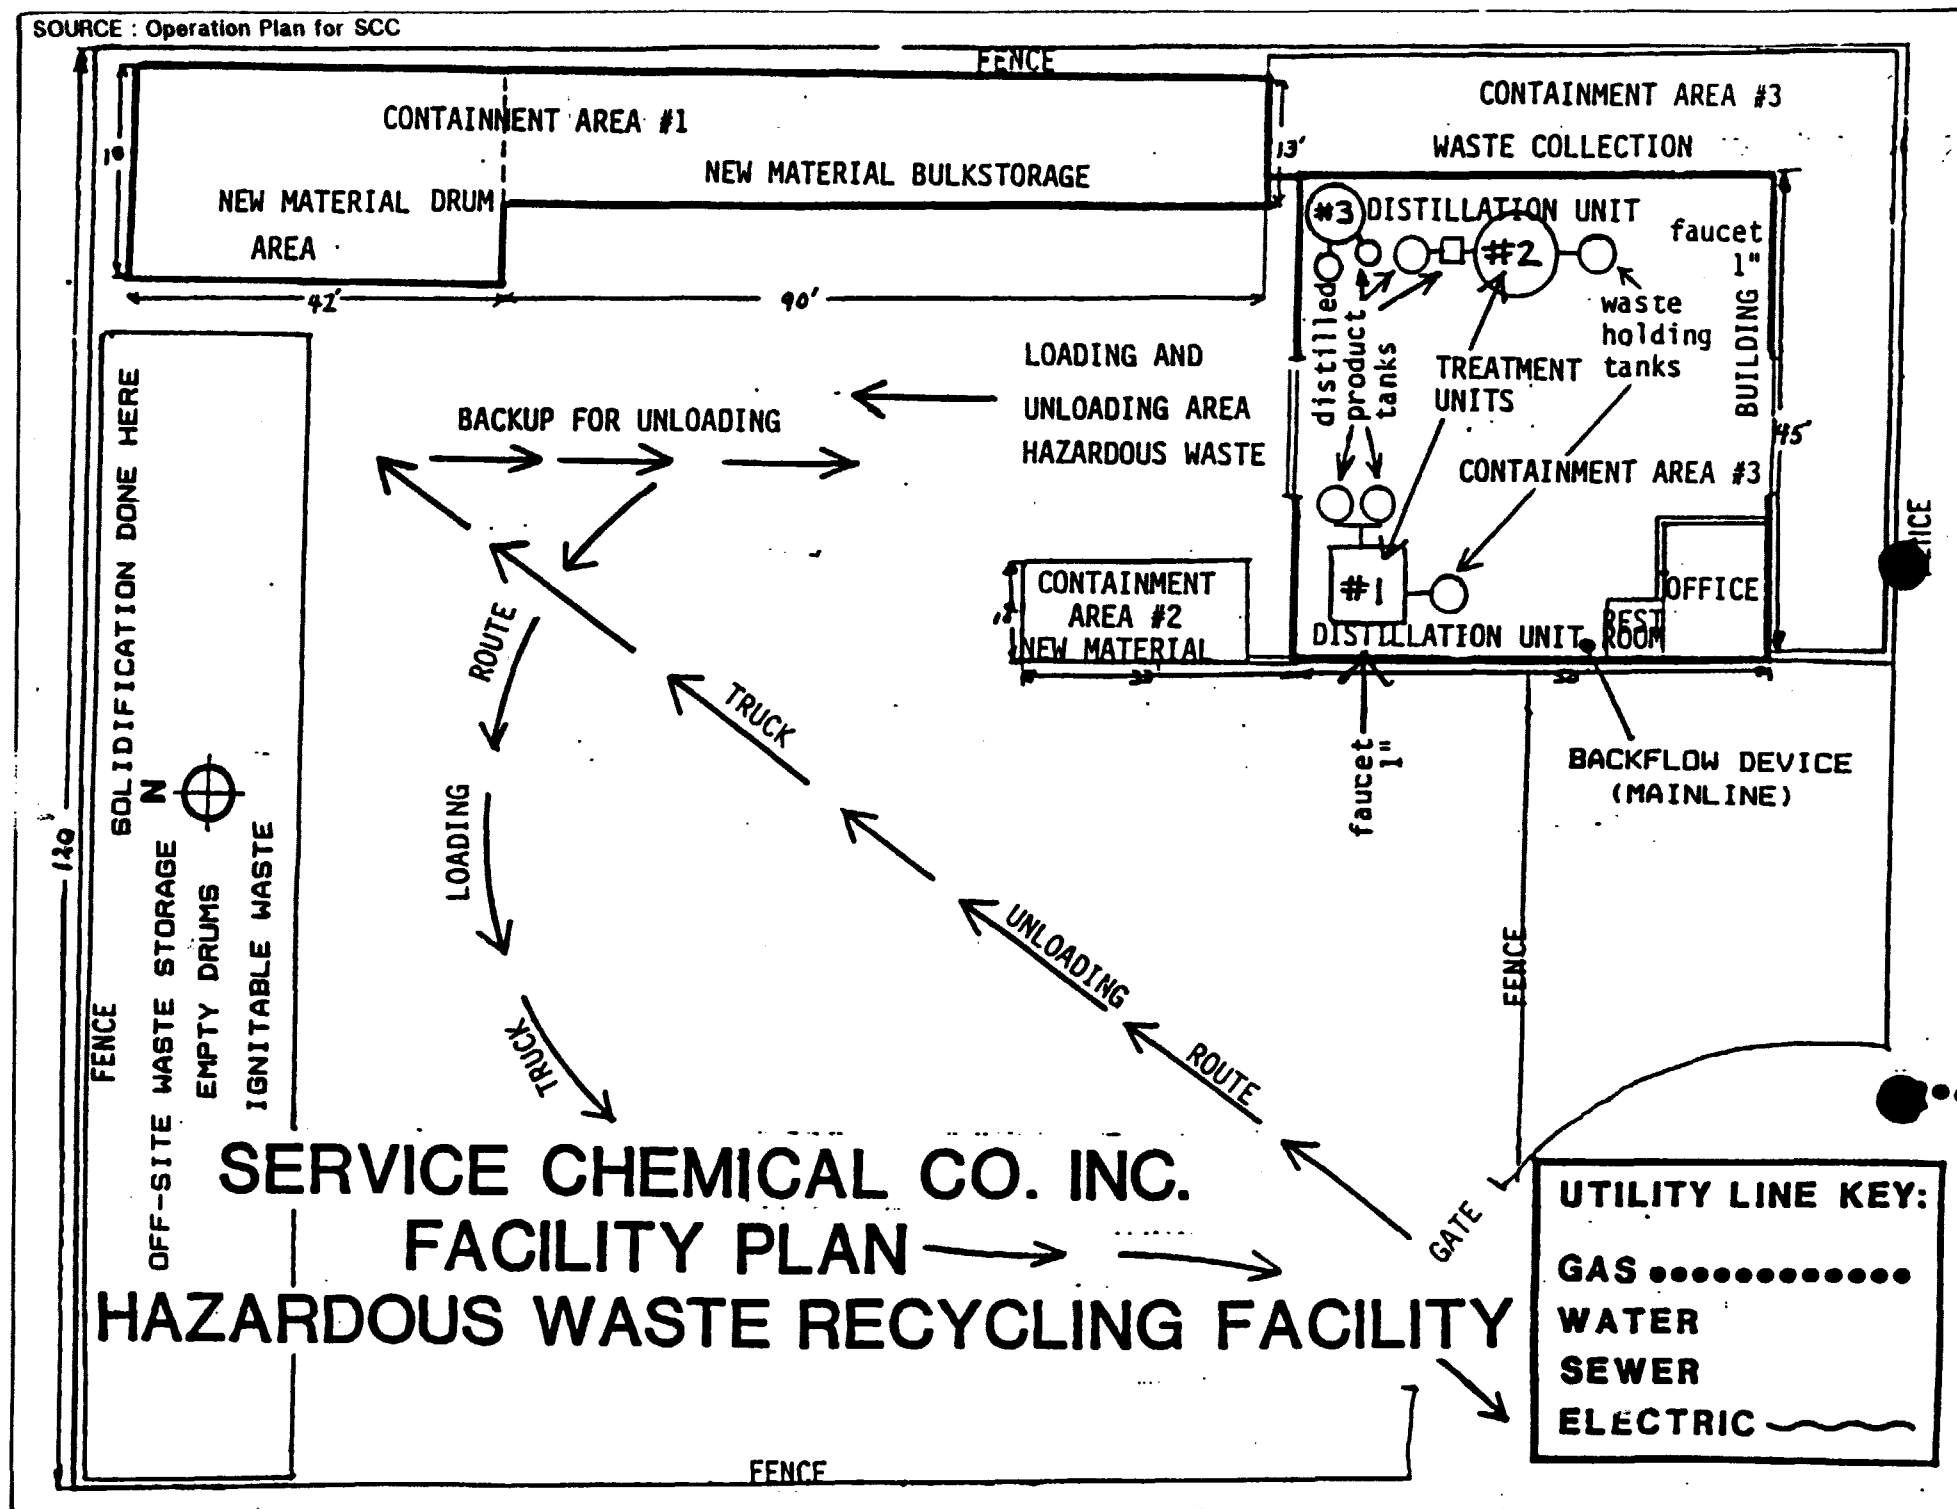 SOURCE : Operation Plan for SCC
FENCE
CONTAINMENT AREA #1
NEW MATERIAL BULKSTORAGE
NEW MATERIAL DRUM
AREA
13'
42'
90'
CONTAINMENT AREA #3
WASTE COLLECTION
#3
DISTILLATION UNIT
#2
faucet
1"
BUILDING
45'
distilled
product
tanks
waste
holding
tanks
TREATMENT
UNITS
CONTAINMENT AREA #3
#1
DISTILLATION UNIT
REST
ROOM
OFFICE
LOADING AND
UNLOADING AREA
HAZARDOUS WASTE
BACKUP FOR UNLOADING
CONTAINMENT
AREA #2
NEW MATERIAL
faucet
1"
BACKFLOW DEVICE
(MAINLINE)
SOLIDIFICATION DONE HERE
N
OFF-SITE WASTE STORAGE
EMPTY DRUMS
IGNITABLE WASTE
120
FENCE
ROUTE
LOADING
TRUCK
TRUCK
UNLOADING
ROUTE
FENCE
GATE
SERVICE CHEMICAL CO. INC.
FACILITY PLAN
HAZARDOUS WASTE RECYCLING FACILITY
UTILITY LINE KEY:
GAS
WATER
SEWER
ELECTRIC
FENCE